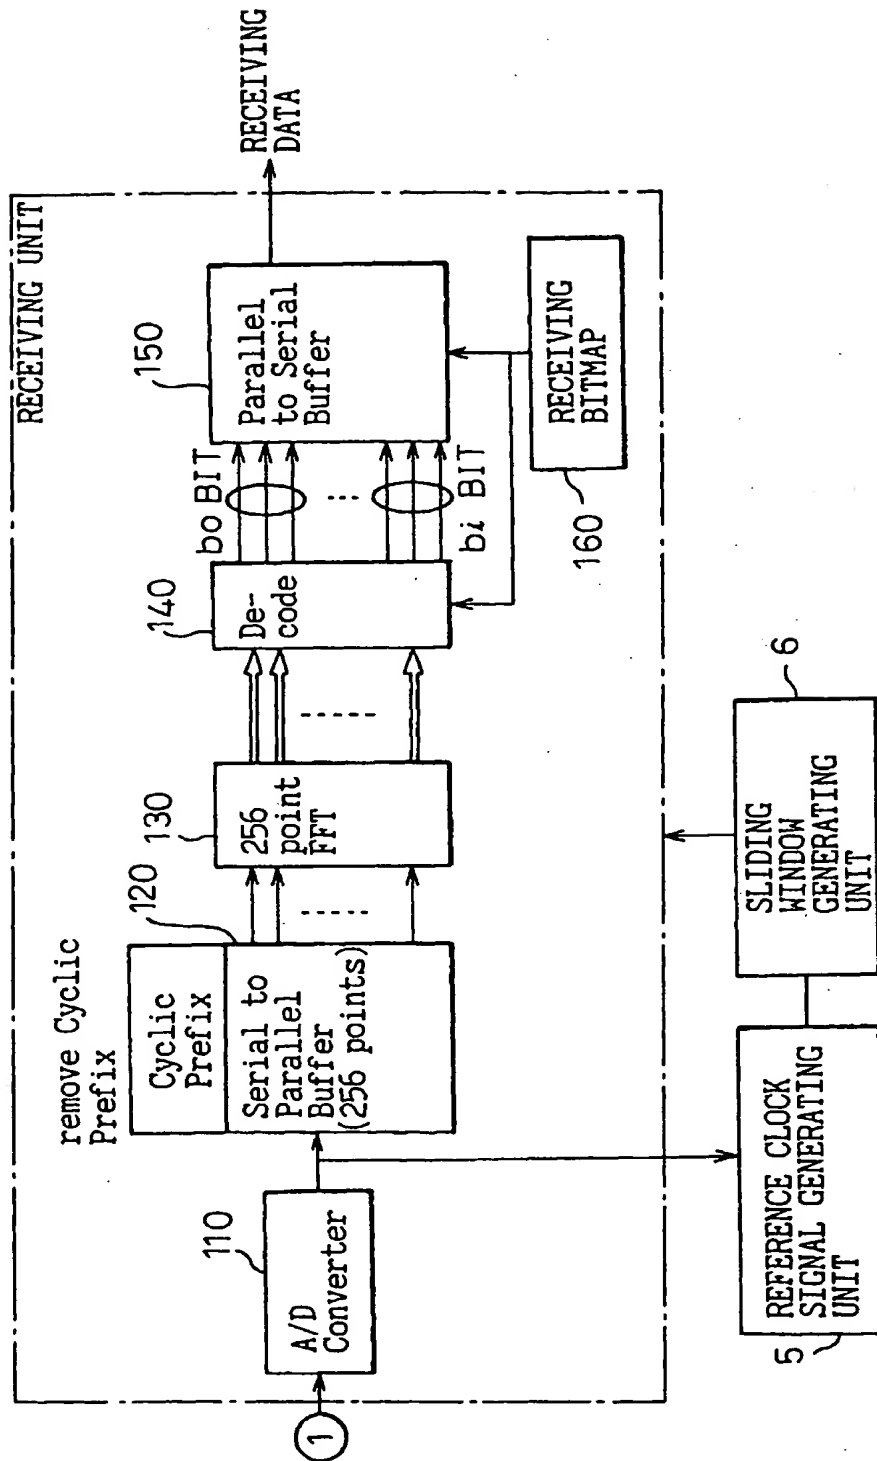 RECEIVING UNIT
remove Cyclic
Prefix
1
110
A/D
Converter
120
Cyclic
Prefix
Serial to
Parallel
Buffer
(256 points)
130
256
point
FFT
140
De-
code
bo BIT
bi BIT
150
Parallel
to Serial
Buffer
RECEIVING
DATA
160
RECEIVING
BITMAP
5
REFERENCE CLOCK
SIGNAL GENERATING
UNIT
6
SLIDING
WINDOW
GENERATING
UNIT